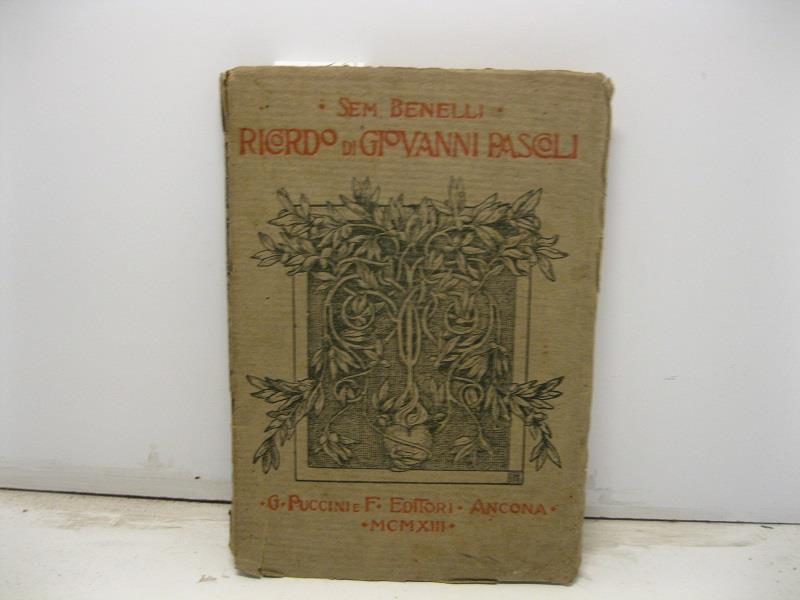 · SEM BENELLI ·
RICORDO DI GIOVANNI PASCOLI
· G · PUCCINI E F · EDITORI · ANCONA ·
· MCMXIII ·